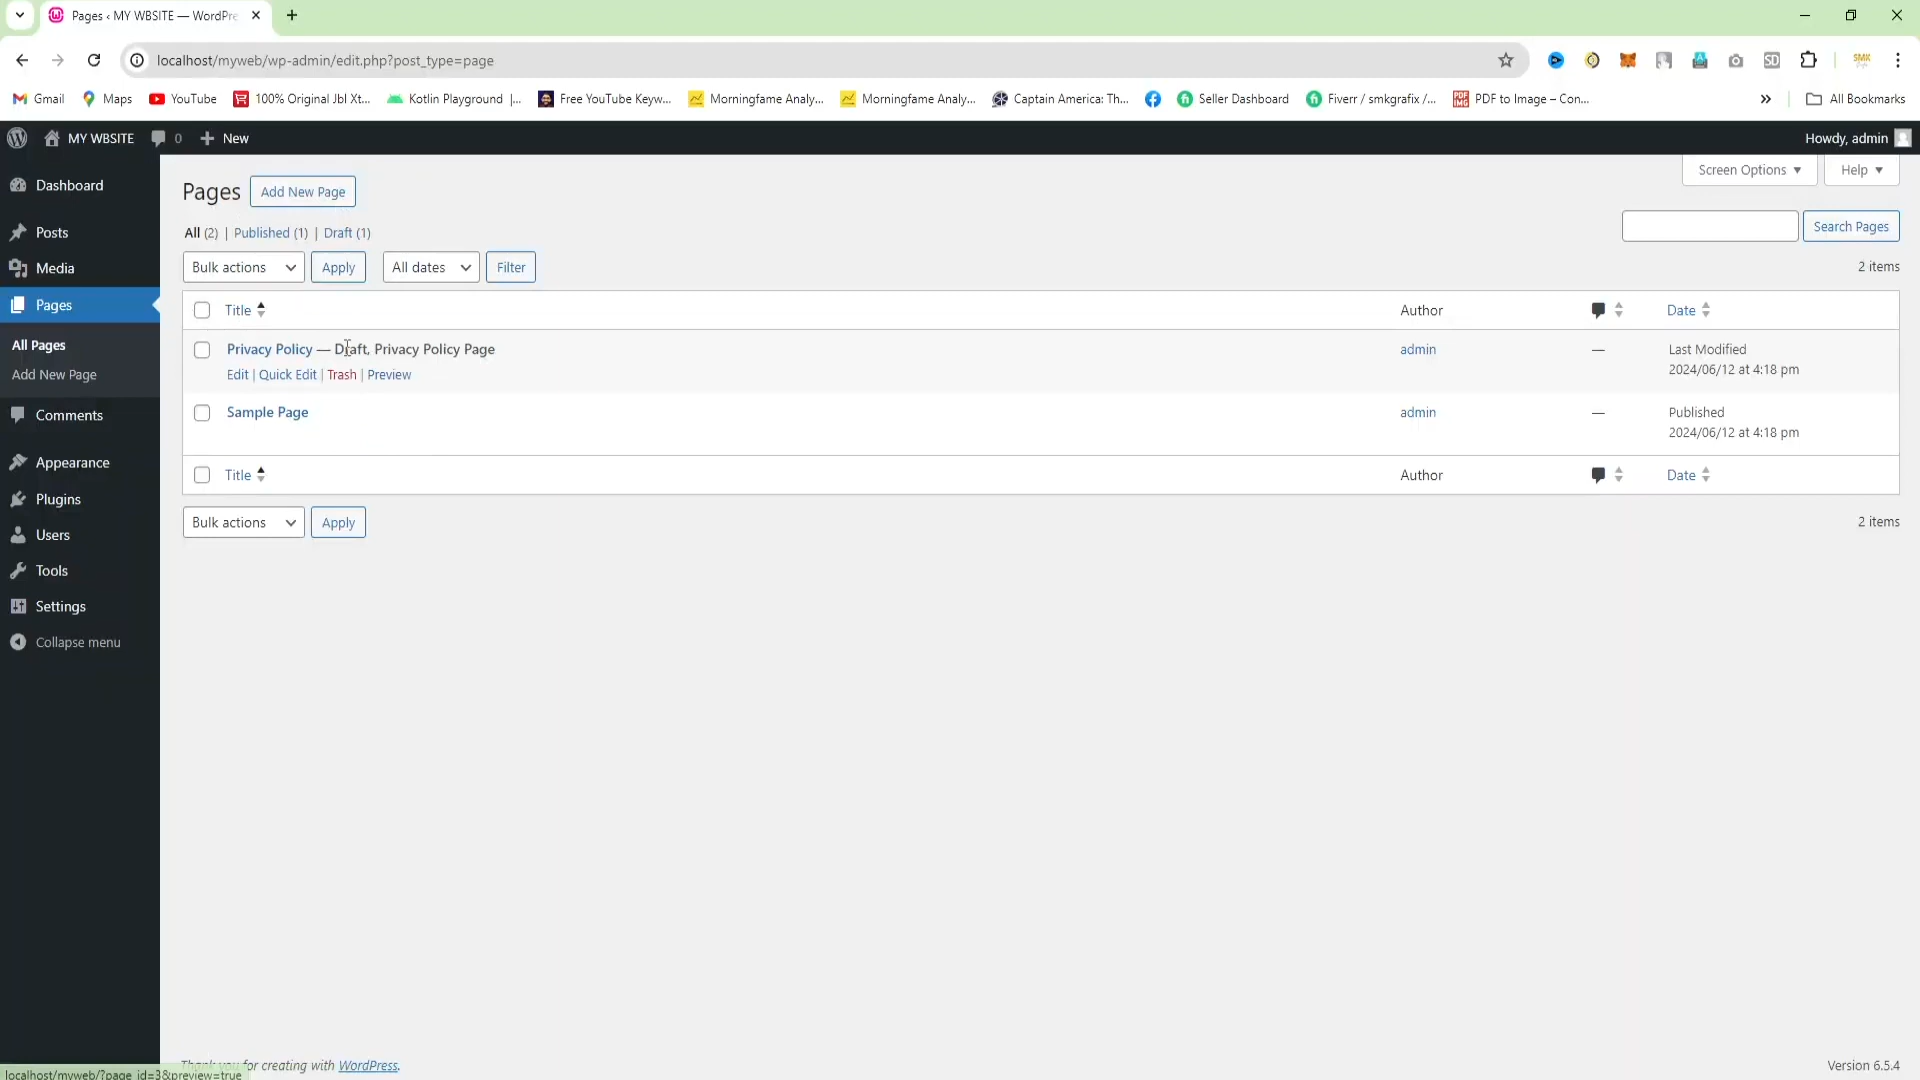 Pages ‹ MY WBSITE — WordPre
localhost/myweb/wp-admin/edit.php?post_type=page
SMK
SD
Gmail Maps YouTube 100% Original Jbl Xt... Kotlin Playground |... Free YouTube Keyw... Morningfame Analy... Morningfame Analy... Captain America: Th... Seller Dashboard Fiverr / smkgrafix /... PDF to Image – Con... » All Bookmarks
MY WBSITE 0 + New Howdy, admin
Dashboard
Posts
Media
Pages
All Pages
Add New Page
Comments
Appearance
Plugins
Users
Tools
Settings
Collapse menu
Screen Options ▼ Help ▼
Pages Add New Page
All (2) | Published (1) | Draft (1)
Search Pages
Bulk actions Apply All dates Filter 2 items
Title Author Date
Privacy Policy — Draft, Privacy Policy Page admin — Last Modified
2024/06/12 at 4:18 pm
Edit | Quick Edit | Trash | Preview
Sample Page admin — Published
2024/06/12 at 4:18 pm
Title Author Date
Bulk actions Apply 2 items
Thank you for creating with WordPress. Version 6.5.4
localhost/myweb/?page_id=3&preview=true